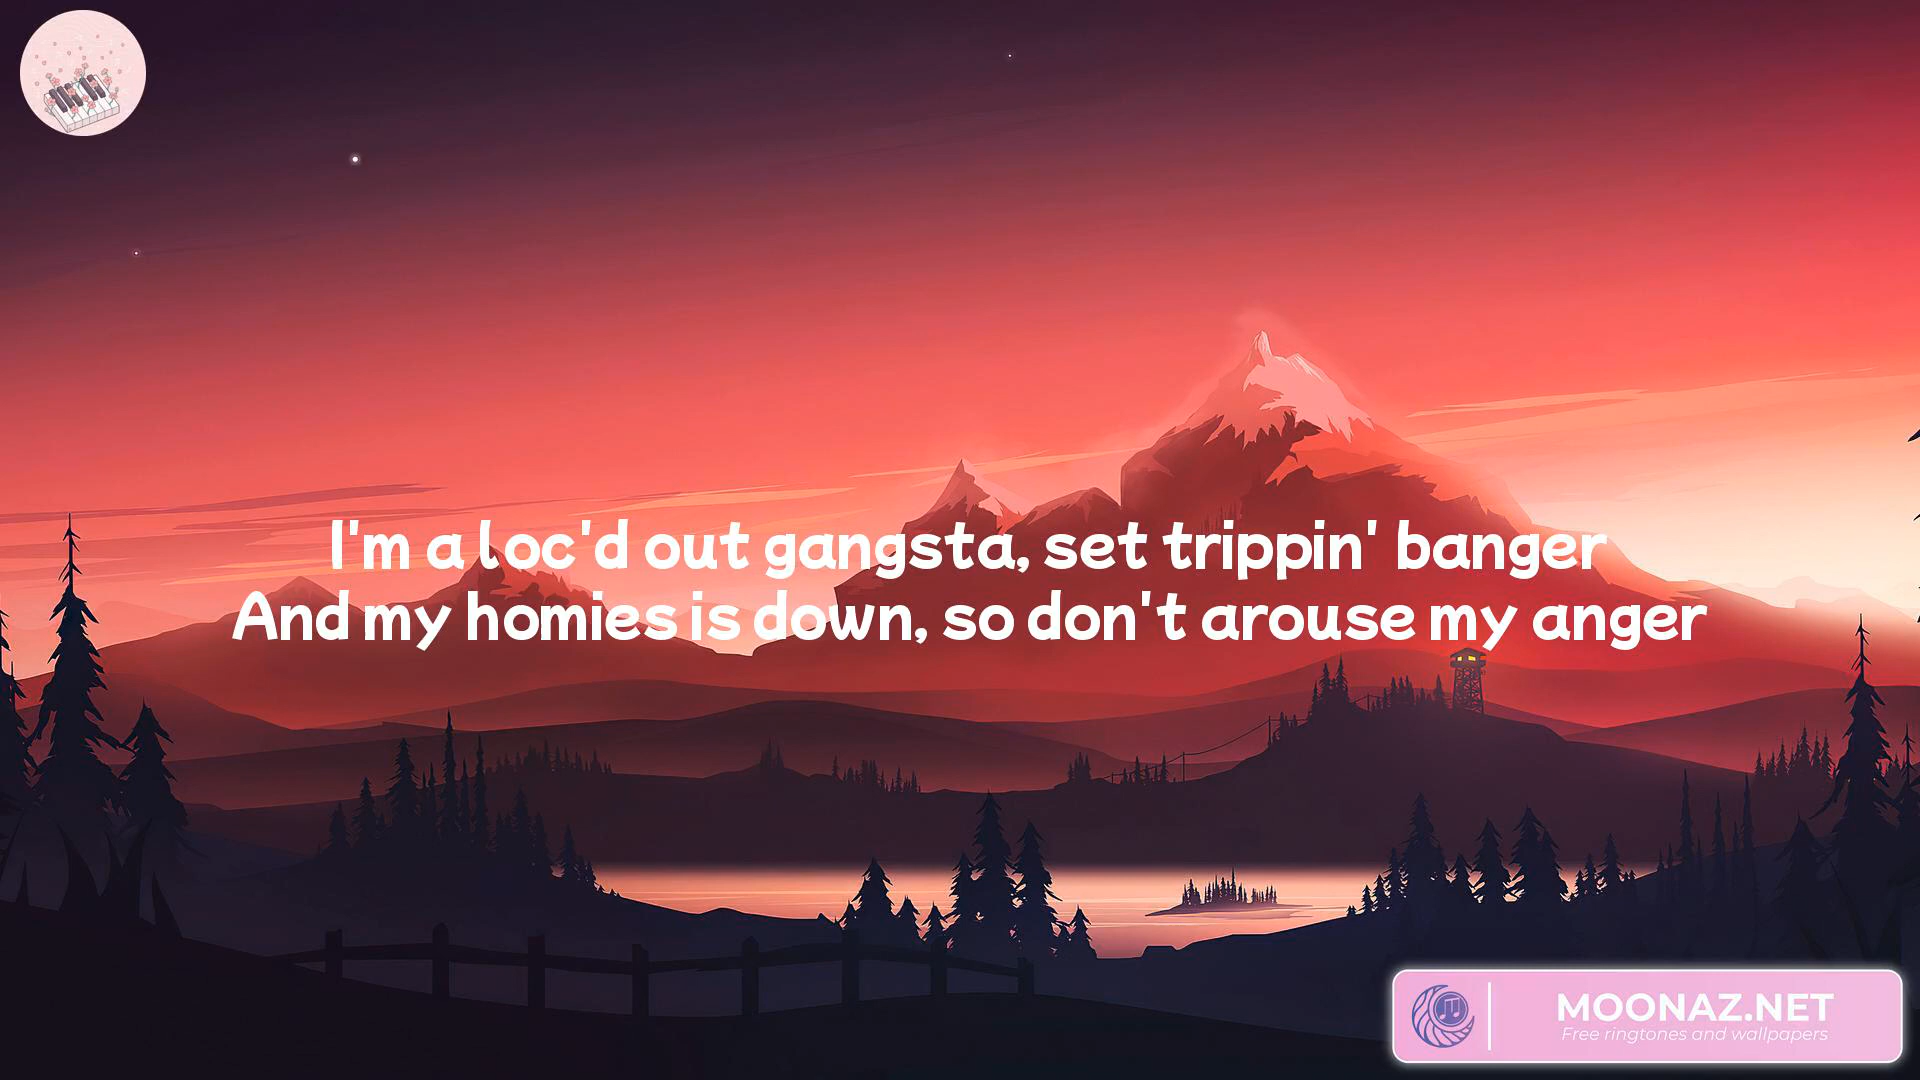 I'm a loc'd out gangsta, set trippin' banger
And my homies is down, so don't arouse my anger
MOONAZ.NET
Free ringtones and wallpapers